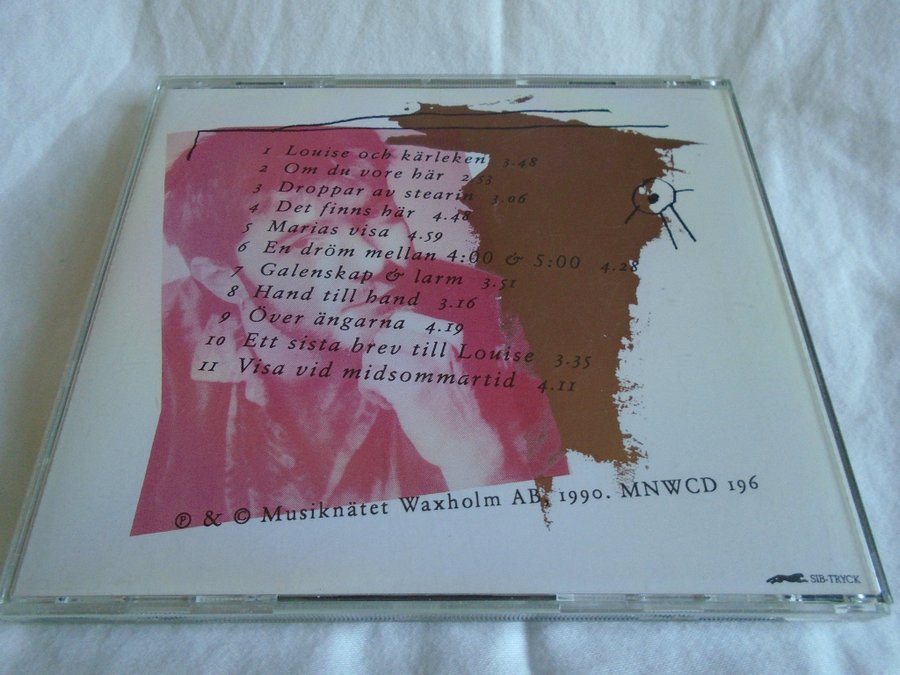 1 Louise och kärleken 3.48
2 Om du vore här 2.53
3 Droppar av stearin 3.06
4 Det finns här 4.48
5 Marias visa 4.59
6 En dröm mellan 4:00 & 5:00 4.28
7 Galenskap & larm 3.51
8 Hand till hand 3.16
9 Över ängarna 4.19
10 Ett sista brev till Louise 3.35
11 Visa vid midsommartid 4.11
℗ & © Musiknätet Waxholm AB, 1990. MNWCD 196
SIB-TRYCK